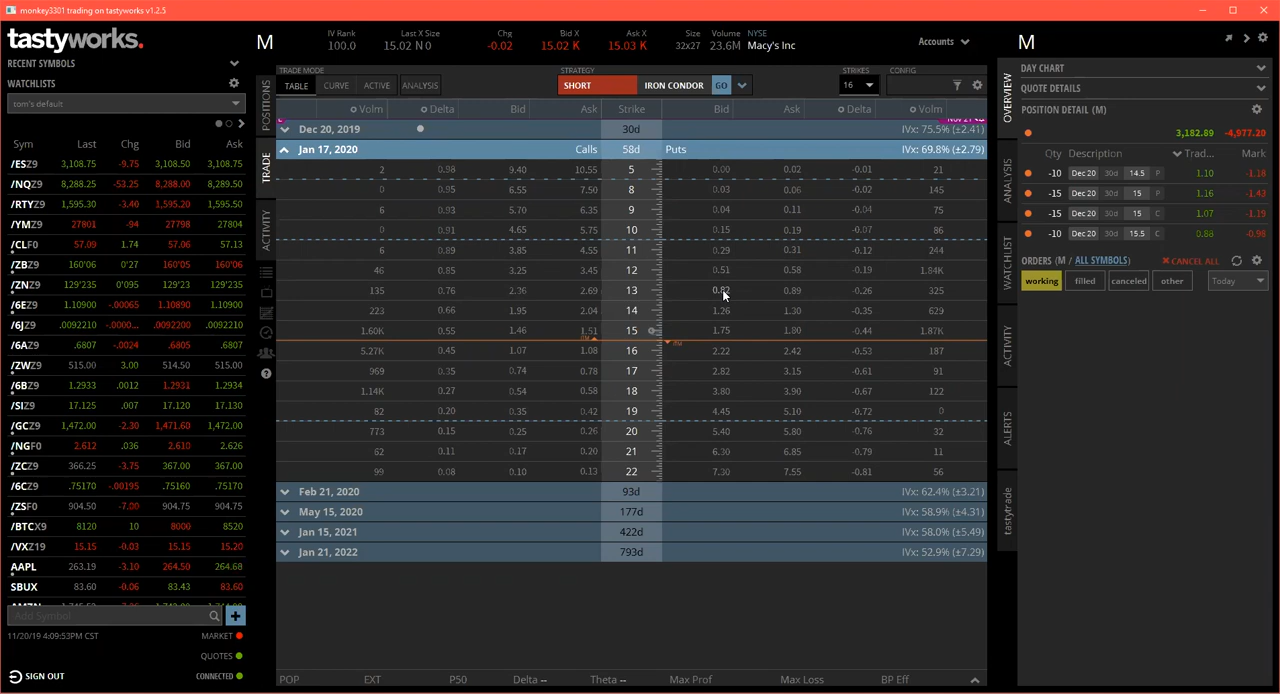 monkey3301 trading on tastyworks v1.2.5
tastyworks.
RECENT SYMBOLS
WATCHLISTS
tom's default
Sym Last Chg Bid Ask
/ESZ9 3,108.75 -9.75 3,108.50 3,108.75
/NQZ9 8,288.25 -53.25 8,288.00 8,289.50
/RTYZ9 1,595.30 -3.40 1,595.20 1,595.50
/YMZ9 27801 -94 27798 27804
/CLF0 57.09 1.74 57.06 57.13
/ZBZ9 160'06 0'27 160'05 160'06
/ZNZ9 129'235 0'095 129'23 129'235
/6EZ9 1.10900 -.00065 1.10890 1.10900
/6JZ9 .0092210 -.0000... .0092200 .0092210
/6AZ9 .6807 -.0024 .6805 .6807
/ZWZ9 515.00 3.00 514.50 515.00
/6BZ9 1.2933 .0012 1.2931 1.2934
/SIZ9 17.125 .007 17.120 17.130
/GCZ9 1,472.00 -2.30 1,471.60 1,472.00
/NGF0 2.612 .036 2.610 2.626
/ZCZ9 366.25 -3.75 367.00 367.00
/6CZ9 .75170 -.00195 .75160 .75170
/ZSF0 904.50 -7.00 904.75 904.75
/BTCX9 8120 10 8000 8520
/VXZ19 15.15 -0.03 15.15 15.20
AAPL 263.19 -3.10 264.50 264.68
SBUX 83.60 -0.06 83.43 83.60
Add Symbol
11/20/19 4:09:53PM CST MARKET
QUOTES
SIGN OUT CONNECTED
M
IV Rank Last X Size Chg Bid X Ask X Size Volume NYSE
100.0 15.02 N0 -0.02 15.02 K 15.03 K 32x27 23.6M Macy's Inc
Accounts
POSITIONS
TRADE
ACTIVITY
TRADE MODE STRATEGY STRIKES CONFIG
TABLE CURVE ACTIVE ANALYSIS SHORT IRON CONDOR GO 16
Volm Delta Bid Ask Strike Bid Ask Delta Volm
Dec 20, 2019 30d IVx: 75.5% (±2.41)
Jan 17, 2020 Calls 58d Puts IVx: 69.8% (±2.79)
2 0.98 9.40 10.55 5 0.00 0.02 -0.01 21
0 0.95 6.55 7.50 8 0.03 0.06 -0.02 145
6 0.93 5.70 6.35 9 0.04 0.11 -0.04 75
0 0.91 4.65 5.75 10 0.15 0.19 -0.07 86
6 0.89 3.85 4.55 11 0.29 0.31 -0.12 244
46 0.85 3.25 3.45 12 0.51 0.58 -0.19 1.84K
135 0.76 2.36 2.69 13 0.82 0.89 -0.26 325
223 0.66 1.95 2.04 14 1.26 1.30 -0.35 629
1.60K 0.55 1.46 1.51 15 1.75 1.80 -0.44 1.87K
ITM ITM
5.27K 0.45 1.07 1.08 16 2.22 2.42 -0.53 187
969 0.35 0.74 0.78 17 2.82 3.15 -0.61 91
1.14K 0.27 0.54 0.58 18 3.80 3.90 -0.67 122
82 0.20 0.35 0.42 19 4.45 5.10 -0.72 0
773 0.15 0.25 0.26 20 5.40 5.80 -0.76 32
62 0.11 0.17 0.20 21 6.30 6.85 -0.79 11
99 0.08 0.10 0.13 22 7.30 7.55 -0.81 56
Feb 21, 2020 93d IVx: 62.4% (±3.21)
May 15, 2020 177d IVx: 58.9% (±4.31)
Jan 15, 2021 422d IVx: 58.0% (±5.49)
Jan 21, 2022 793d IVx: 52.9% (±7.29)
POP EXT P50 Delta -- Theta -- Max Prof Max Loss BP Eff
M
OVERVIEW
ANALYSIS
WATCHLIST
ACTIVITY
ALERTS
tastytrade
DAY CHART
QUOTE DETAILS
POSITION DETAIL (M)
3,182.89 -4,977.20
Qty Description Trad... Mark
-10 Dec 20 30d 14.5 P 1.10 -1.18
-15 Dec 20 30d 15 P 1.16 -1.43
-15 Dec 20 30d 15 C 1.07 -1.19
-10 Dec 20 30d 15.5 C 0.88 -0.98
ORDERS (M / ALL SYMBOLS) CANCEL ALL
working filled canceled other Today